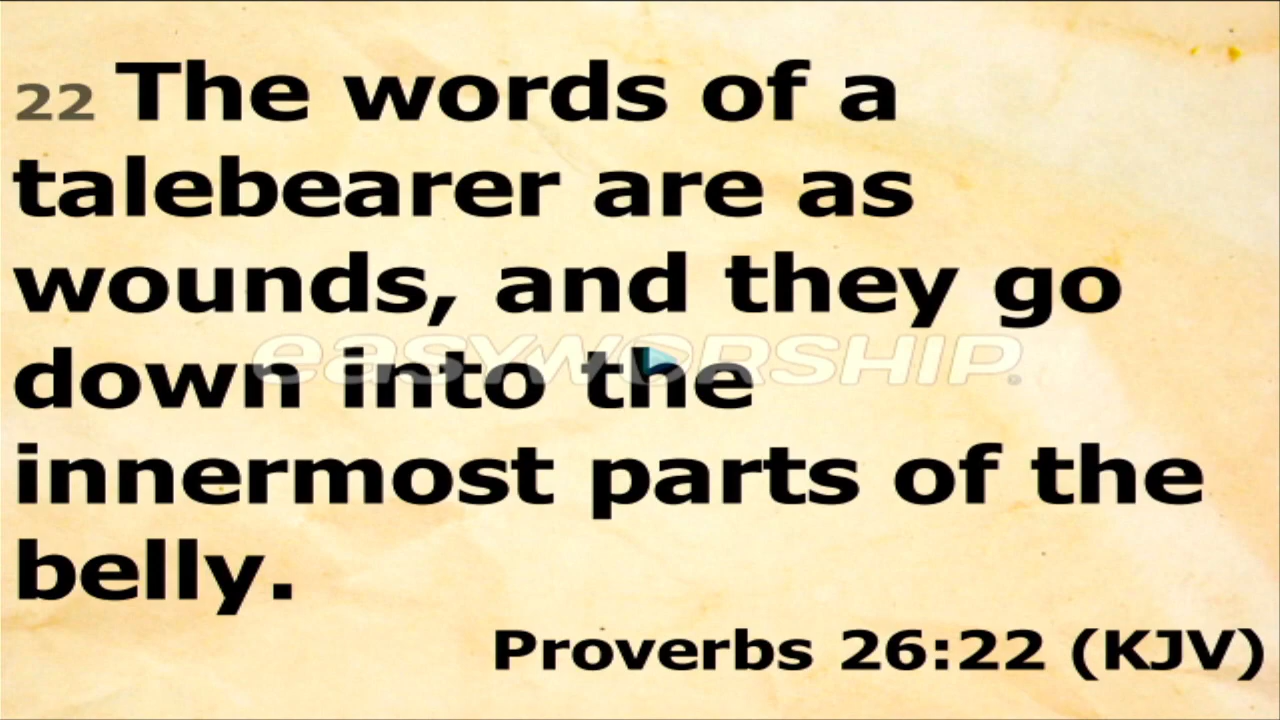 22 The words of a
talebearer are as
wounds, and they go
down into the
easyWORSHIP®
innermost parts of the
belly.
Proverbs 26:22 (KJV)